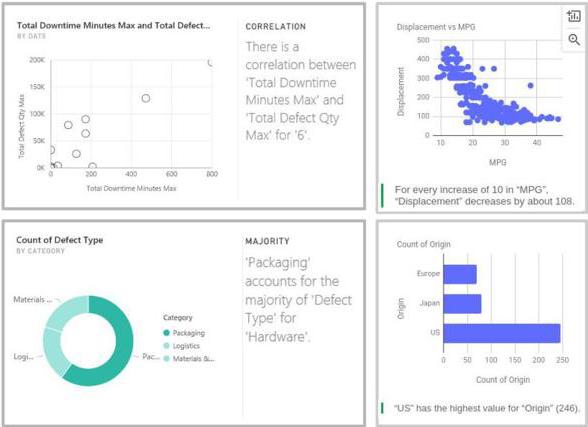 Total Downtime Minutes Max and Total Defect...
BY DATE
200K
150K
100K
50K
0K
0
200
400
600
800
Total Defect Qty Max
Total Downtime Minutes Max
CORRELATION
There is a
correlation between
'Total Downtime
Minutes Max' and
'Total Defect Qty
Max' for '6'.
Displacement vs MPG
500
400
300
200
100
0
10
20
30
40
Displacement
MPG
For every increase of 10 in “MPG”,
“Displacement” decreases by about 108.
Count of Defect Type
BY CATEGORY
Materials ...
Logi...
Pac...
Category
Packaging
Logistics
Materials &...
MAJORITY
'Packaging'
accounts for the
majority of 'Defect
Type' for
'Hardware'.
Count of Origin
Europe
Japan
US
Origin
0
50
100
150
200
250
Count of Origin
“US” has the highest value for “Origin” (246).